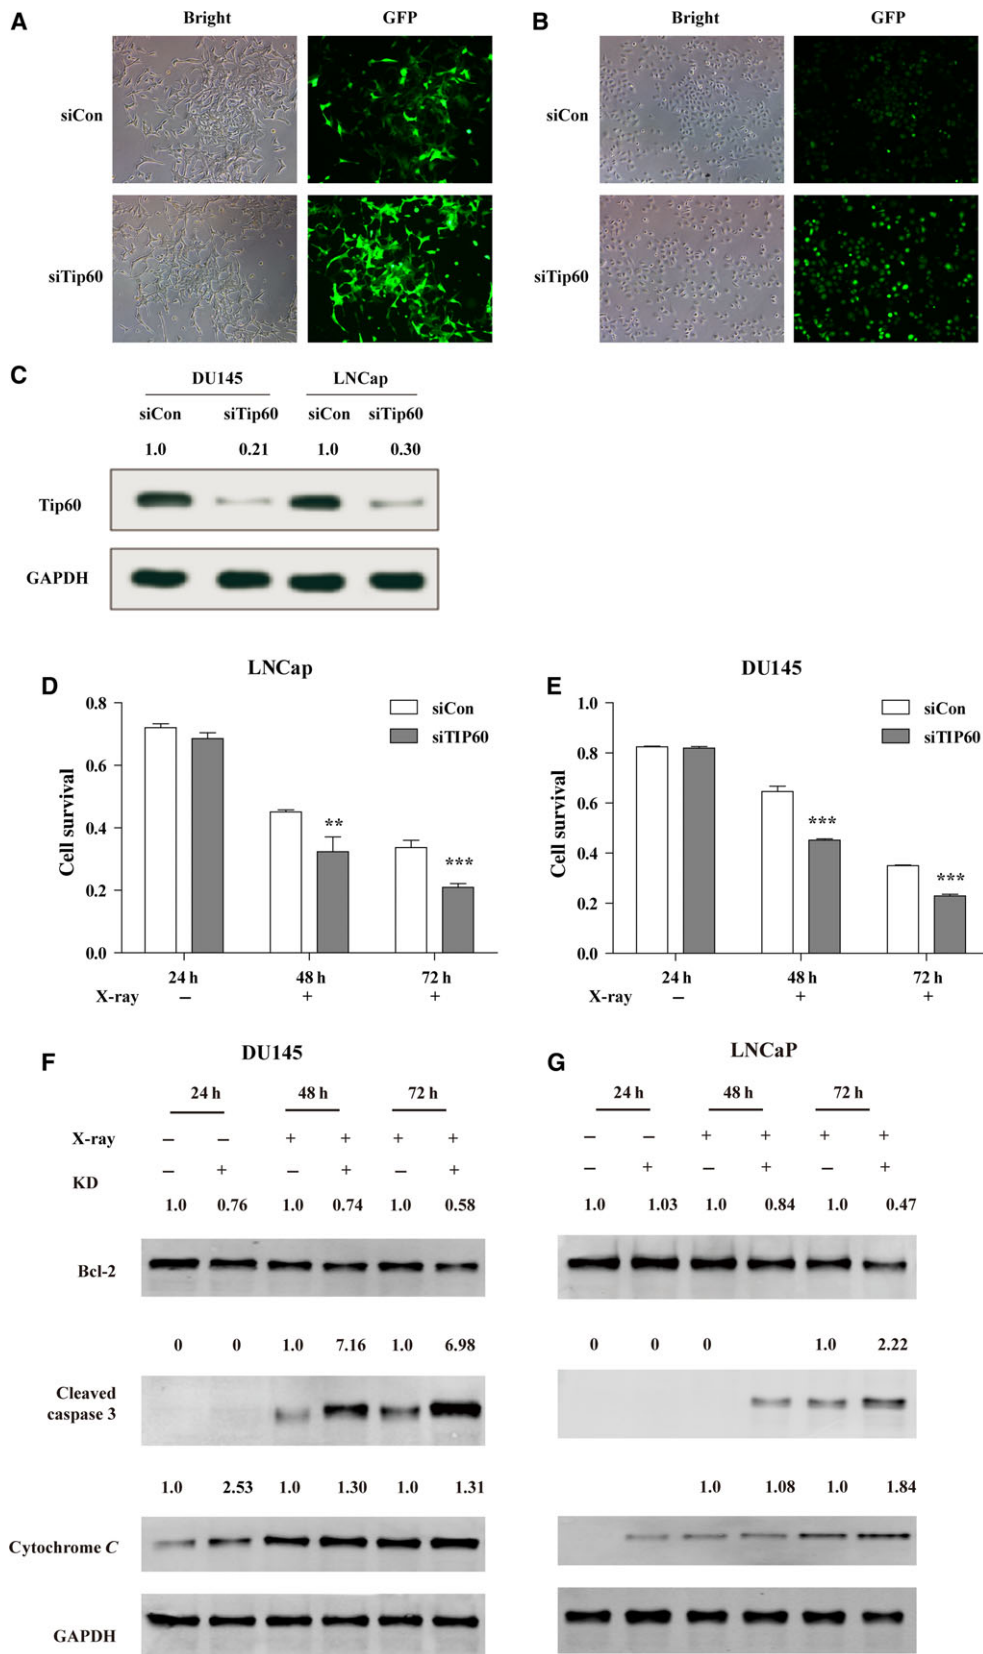 A Bright GFP
siCon
siTip60
B Bright GFP
siCon
siTip60
C
DU145 LNCap
siCon siTip60 siCon siTip60
1.0 0.21 1.0 0.30
Tip60
GAPDH
D
LNCap
siCon
siTIP60
Cell survival
0.8
0.6
0.4
0.2
0.0
**
***
24 h 48 h 72 h
X-ray – + +
E
DU145
siCon
siTIP60
Cell survival
1.0
0.8
0.6
0.4
0.2
0.0
***
***
24 h 48 h 72 h
X-ray – + +
F
DU145
24 h 48 h 72 h
X-ray – – + + + +
KD – + – + – +
1.0 0.76 1.0 0.74 1.0 0.58
Bcl-2
0 0 1.0 7.16 1.0 6.98
Cleaved
caspase 3
1.0 2.53 1.0 1.30 1.0 1.31
Cytochrome C
GAPDH
G
LNCaP
24 h 48 h 72 h
– – + + + +
– + – + – +
1.0 1.03 1.0 0.84 1.0 0.47
0 0 0 1.0 2.22
1.0 1.08 1.0 1.84